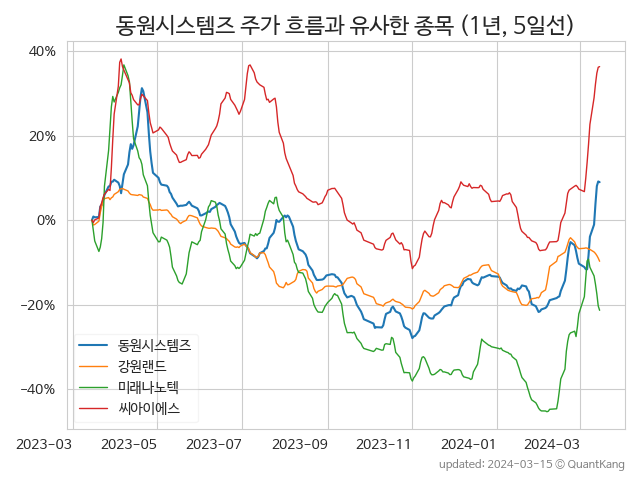 동원시스템즈 주가 흐름과 유사한 종목 (1년, 5일선)
40%
20%
0%
−20%
−40%
동원시스템즈
강원랜드
미래나노텍
씨아이에스
2023-03 2023-05 2023-07 2023-09 2023-11 2024-01 2024-03
updated: 2024-03-15 © QuantKang